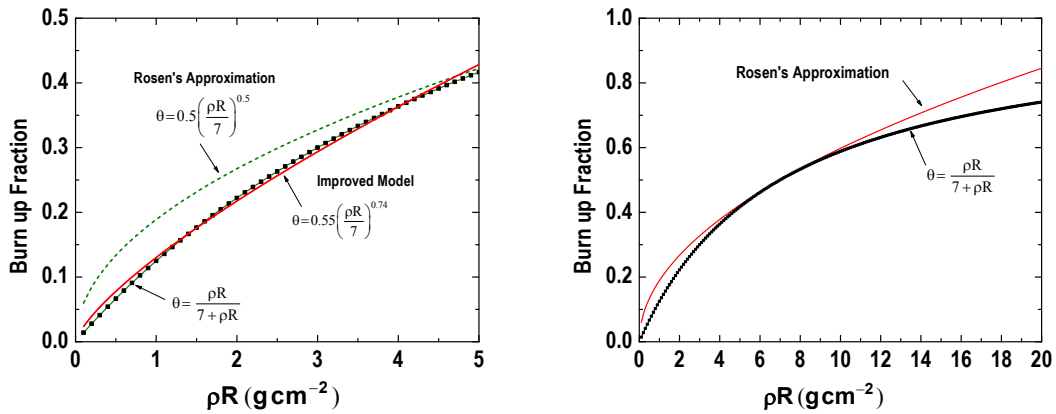 0.5
0.4
0.3
0.2
0.1
0.0
Burn up Fraction
Rosen's Approximation
θ=0.5(ρR/7)^0.5
Improved Model
θ=0.55(ρR/7)^0.74
θ=ρR/(7+ρR)
0 1 2 3 4 5
ρR (g cm⁻²)
1.0
0.8
0.6
0.4
0.2
0.0
Burn up Fraction
Rosen's Approximation
θ=ρR/(7+ρR)
0 2 4 6 8 10 12 14 16 18 20
ρR (g cm⁻²)